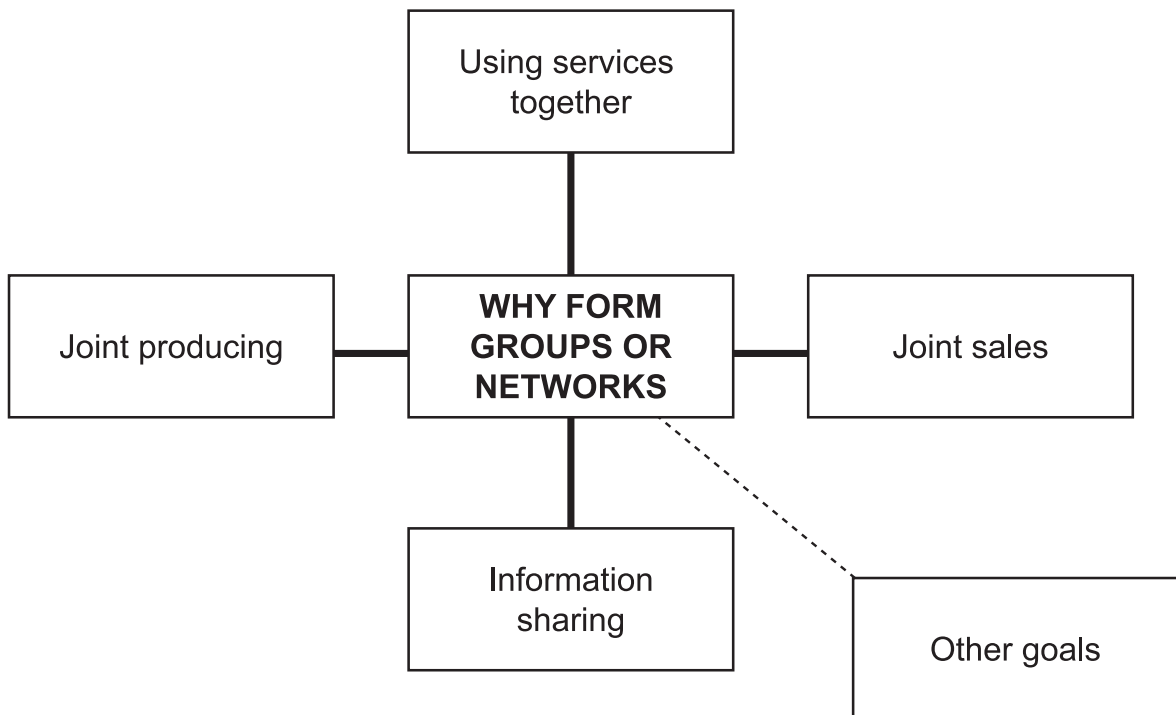 Using services
together
Joint producing
WHY FORM
GROUPS OR
NETWORKS
Joint sales
Information
sharing
Other goals